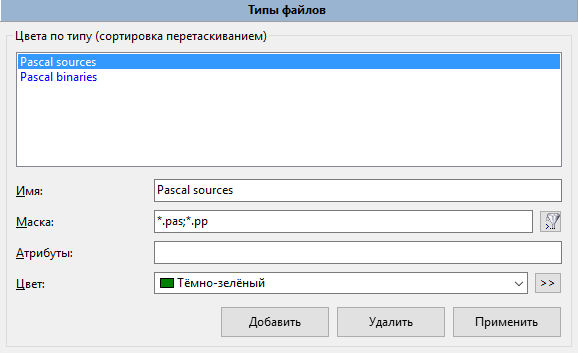 Типы файлов
Цвета по типу (сортировка перетаскиванием)
Pascal sources
Pascal binaries
Имя: Pascal sources
Маска: *.pas;*.pp
Атрибуты:
Цвет: Тёмно-зелёный >>
Добавить Удалить Применить